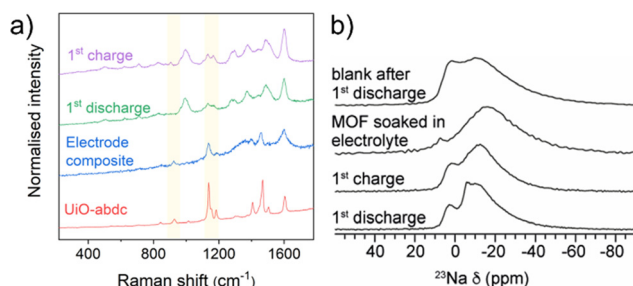 a)
Normalised intensity
1st charge
1st discharge
Electrode
composite
UiO-abdc
400
800
1200
1600
Raman shift (cm-1)
b)
blank after
1st discharge
MOF soaked in
electrolyte
1st charge
1st discharge
40
20
0
-20
-40
-60
-80
23Na δ (ppm)